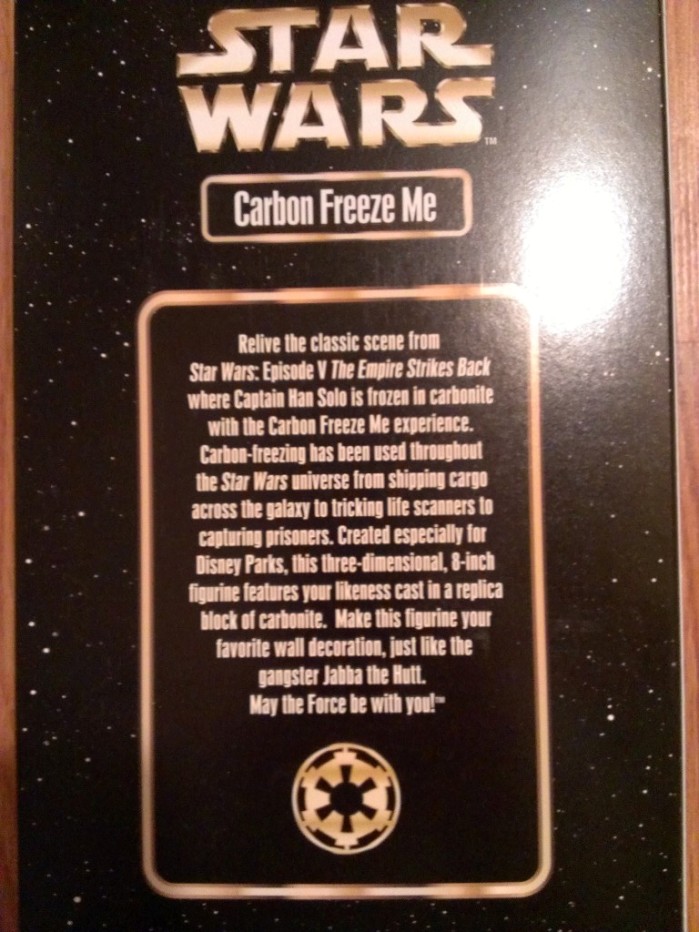 STAR
WARS™
Carbon Freeze Me
Relive the classic scene from
Star Wars: Episode V The Empire Strikes Back
where Captain Han Solo is frozen in carbonite
with the Carbon Freeze Me experience.
Carbon-freezing has been used throughout
the Star Wars universe from shipping cargo
across the galaxy to tricking life scanners to
capturing prisoners. Created especially for
Disney Parks, this three-dimensional, 8-inch
figurine features your likeness cast in a replica
block of carbonite. Make this figurine your
favorite wall decoration, just like the
gangster Jabba the Hutt.
May the Force be with you!™